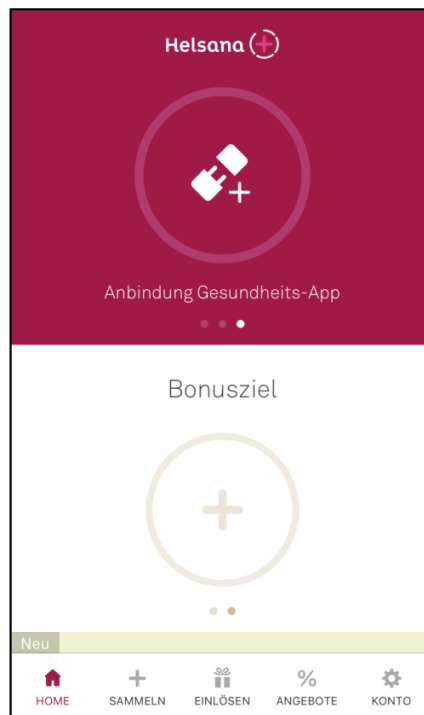 Helsana
Anbindung Gesundheits-App
Bonusziel
Neu
HOME SAMMELN EINLÖSEN ANGEBOTE KONTO